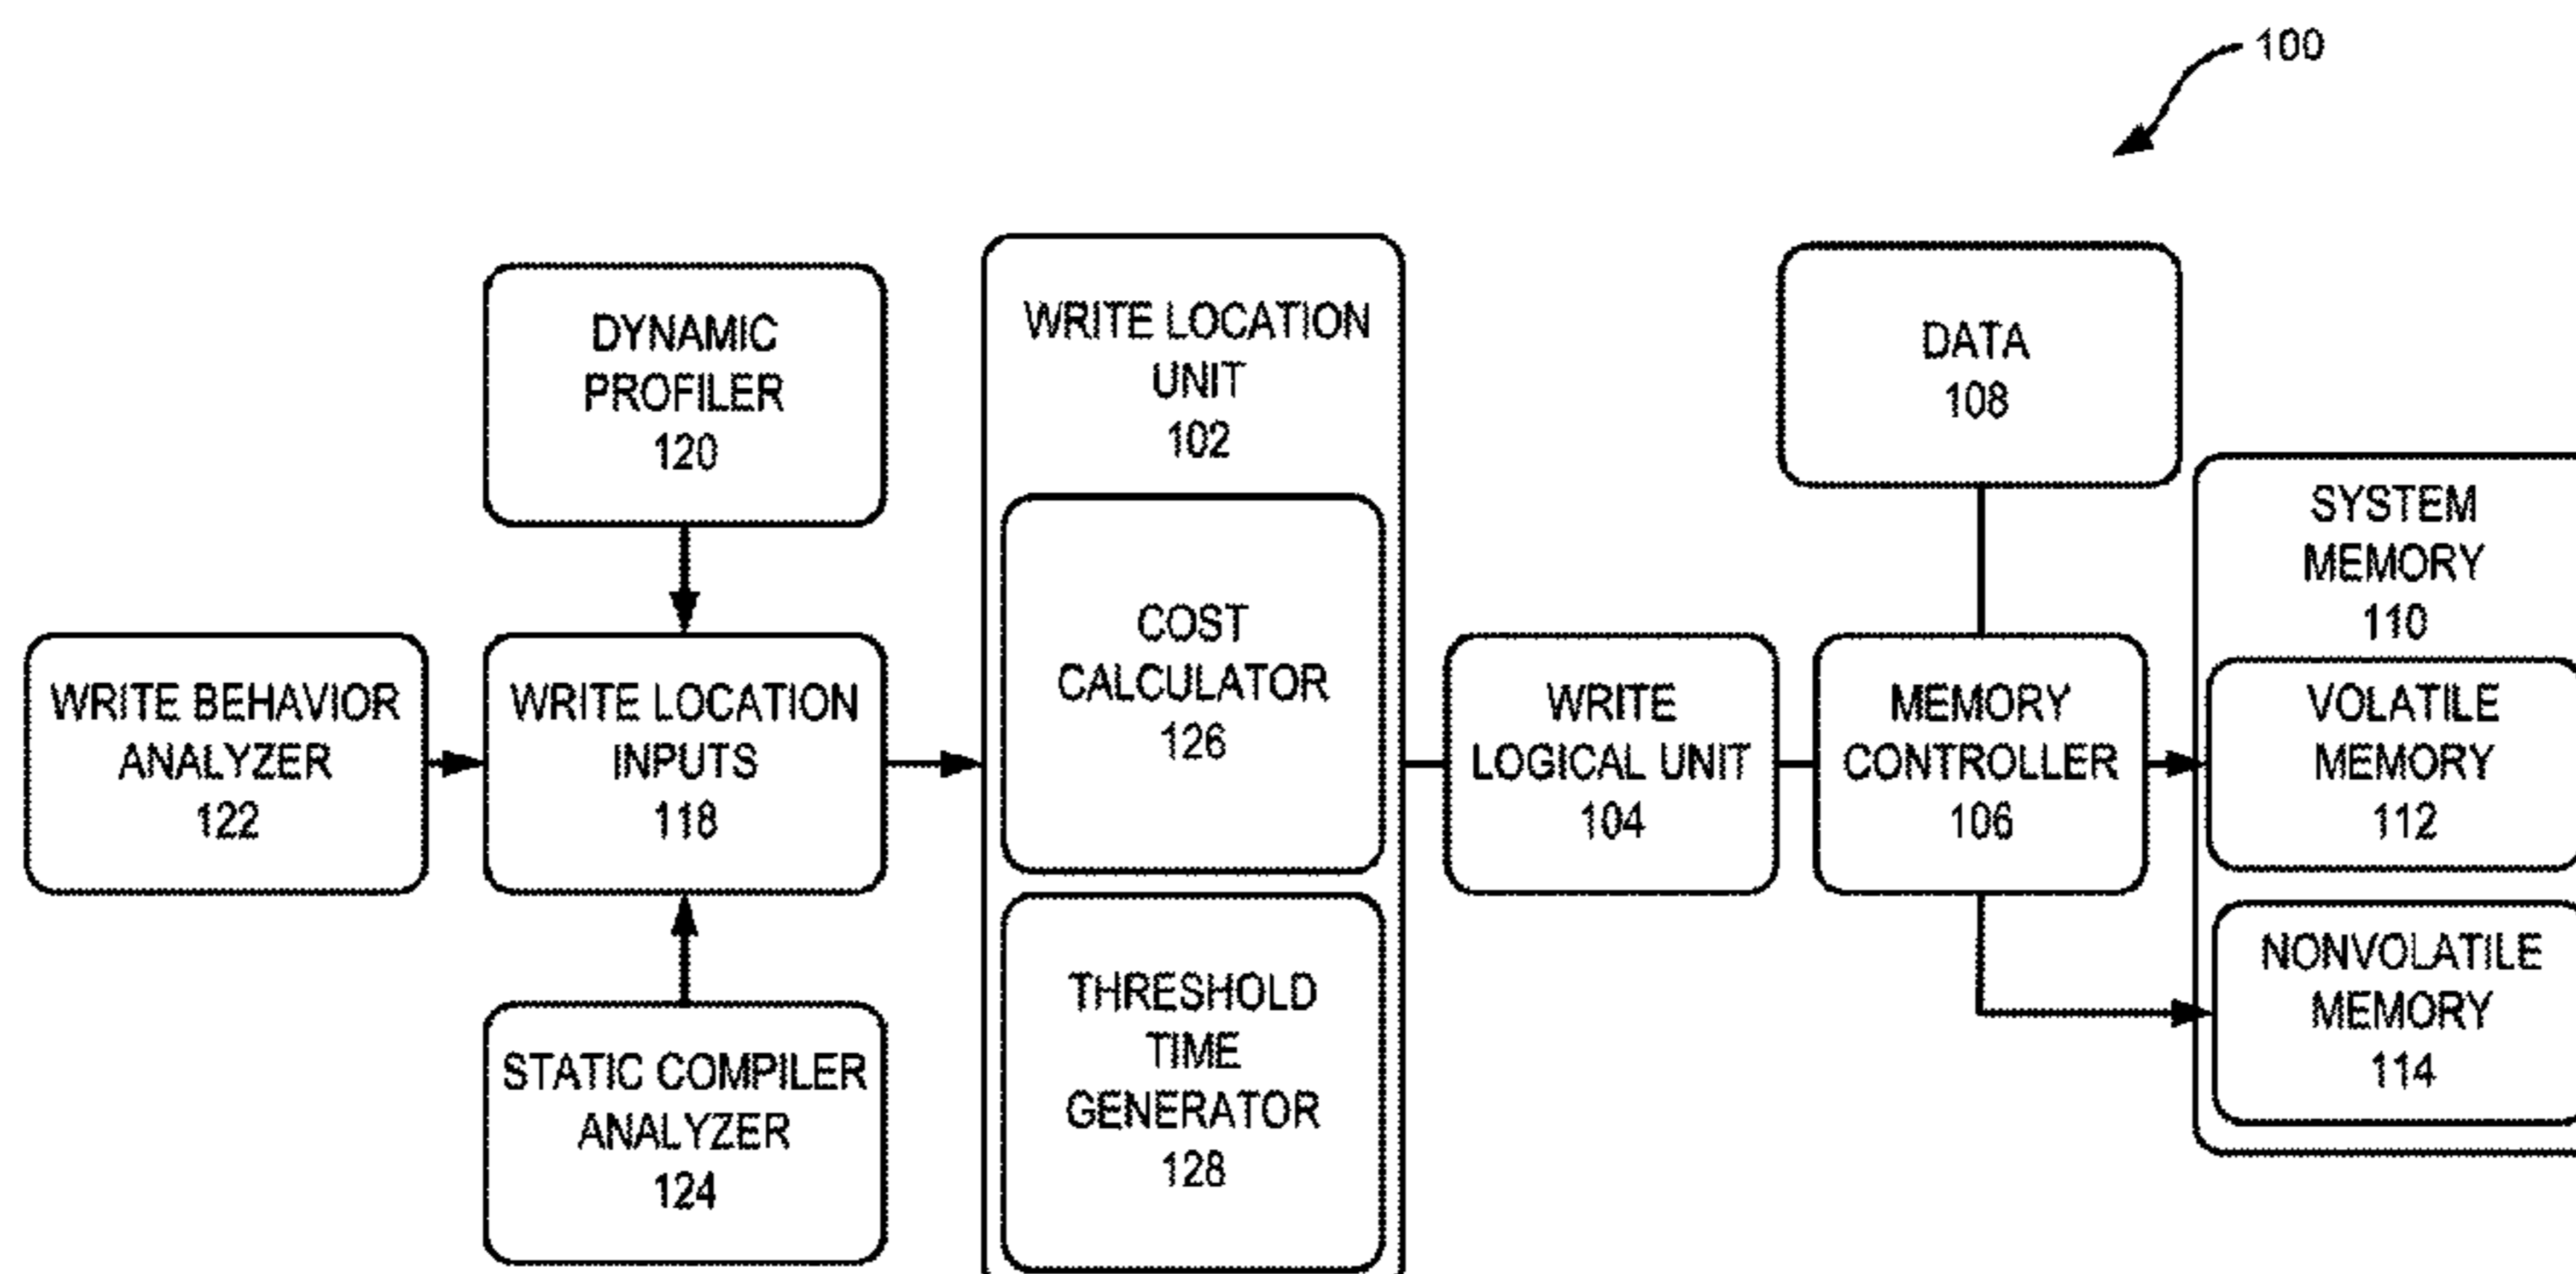 100
DYNAMIC
PROFILER
120
WRITE BEHAVIOR
ANALYZER
122
WRITE LOCATION
INPUTS
118
STATIC COMPILER
ANALYZER
124
WRITE LOCATION
UNIT
102
COST
CALCULATOR
126
THRESHOLD
TIME
GENERATOR
128
WRITE
LOGICAL UNIT
104
DATA
108
MEMORY
CONTROLLER
106
SYSTEM
MEMORY
110
VOLATILE
MEMORY
112
NONVOLATILE
MEMORY
114